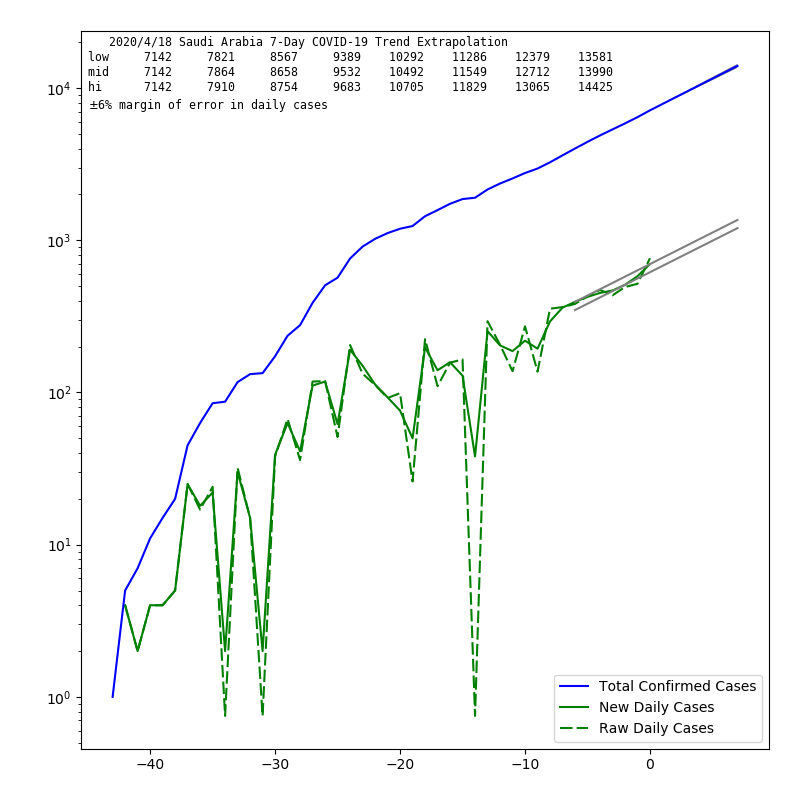 2020/4/18 Saudi Arabia 7-Day COVID-19 Trend Extrapolation
low 7142 7821 8567 9389 10292 11286 12379 13581
mid 7142 7864 8658 9532 10492 11549 12712 13990
hi 7142 7910 8754 9683 10705 11829 13065 14425
±6% margin of error in daily cases
10⁴
10³
10²
10¹
10⁰
Total Confirmed Cases
New Daily Cases
Raw Daily Cases
−40 −30 −20 −10 0